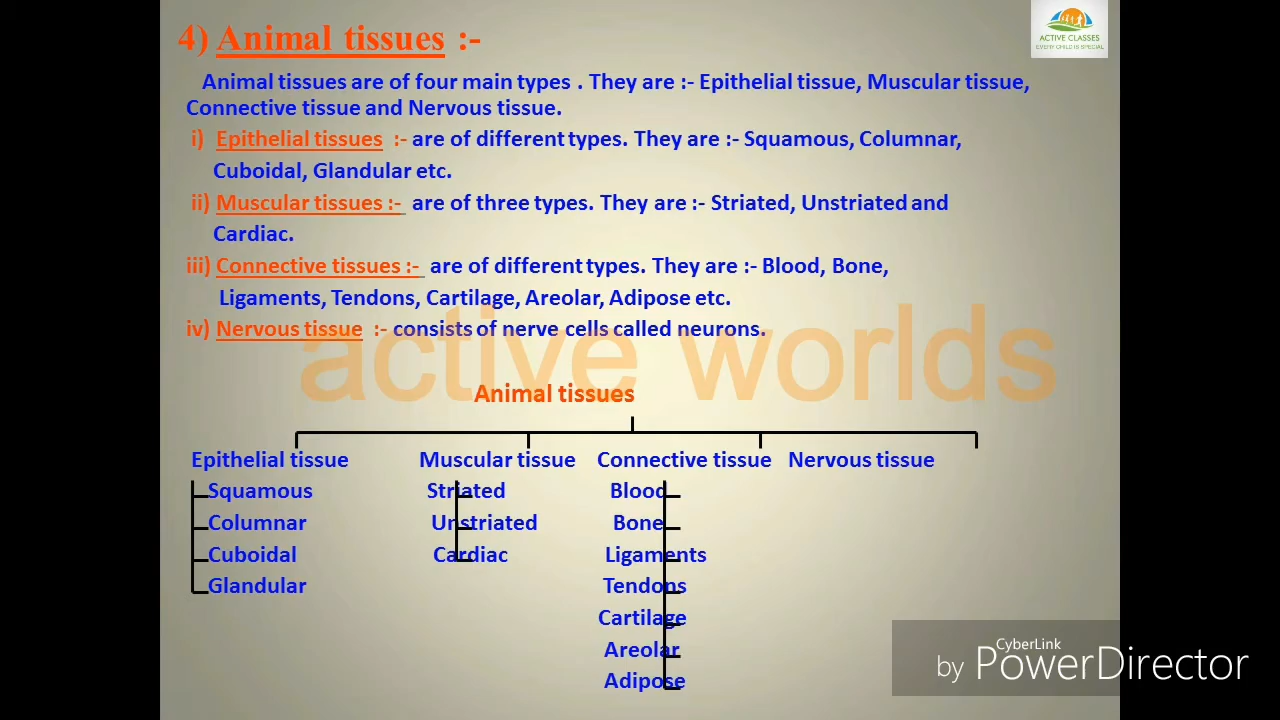 4) Animal tissues :-
ACTIVE CLASSES
EVERY CHILD IS SPECIAL
Animal tissues are of four main types . They are :- Epithelial tissue, Muscular tissue,
Connective tissue and Nervous tissue.
i) Epithelial tissues :- are of different types. They are :- Squamous, Columnar,
Cuboidal, Glandular etc.
ii) Muscular tissues :- are of three types. They are :- Striated, Unstriated and
Cardiac.
iii) Connective tissues :- are of different types. They are :- Blood, Bone,
Ligaments, Tendons, Cartilage, Areolar, Adipose etc.
iv) Nervous tissue :- consists of nerve cells called neurons.
active worlds
Animal tissues
Epithelial tissue Muscular tissue Connective tissue Nervous tissue
Squamous Striated Blood
Columnar Unstriated Bone
Cuboidal Cardiac Ligaments
Glandular Tendons
Cartilage
Areolar
Adipose
CyberLink
by PowerDirector